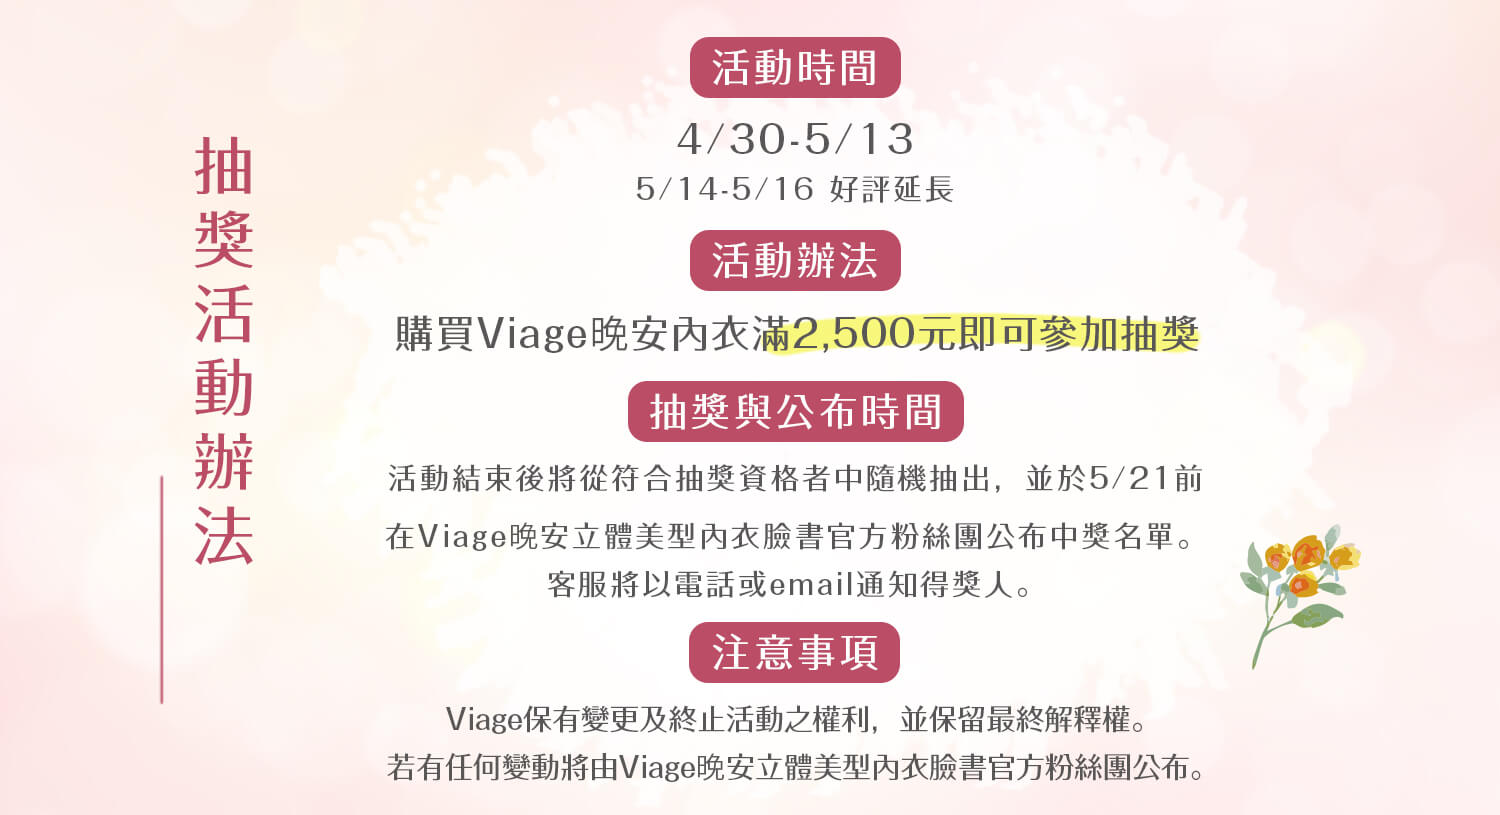 抽獎活動辦法
活動時間
4/30-5/13
5/14-5/16 好評延長
活動辦法
購買Viage晚安內衣滿2,500元即可參加抽獎
抽獎與公布時間
活動結束後將從符合抽獎資格者中隨機抽出，並於5/21前
在Viage晚安立體美型內衣臉書官方粉絲團公布中獎名單。
客服將以電話或email通知得獎人。
注意事項
Viage保有變更及終止活動之權利，並保留最終解釋權。
若有任何變動將由Viage晚安立體美型內衣臉書官方粉絲團公布。